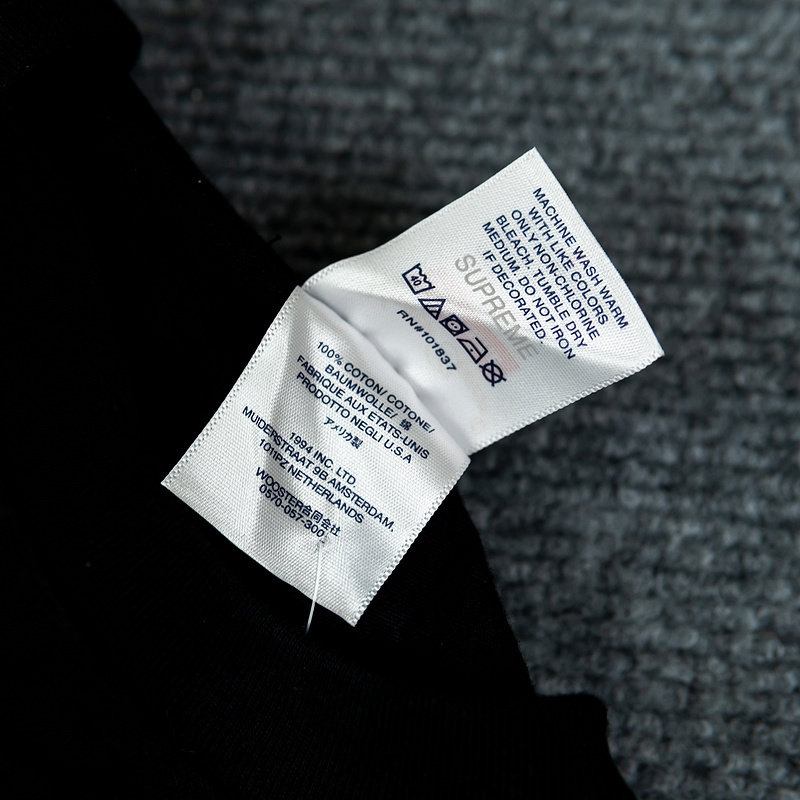 MACHINE WASH WARM
WITH LIKE COLORS
ONLY NON-CHLORINE
BLEACH. TUMBLE DRY
MEDIUM. DO NOT IRON
IF DECORATED.
SUPREME
40
RN#101837
100% COTON/ COTONE/
BAUMWOLLE/ 綿
FABRIQUE AUX ETATS-UNIS
PRODOTTO NEGLI U.S.A
アメリカ製
1994 INC. LTD.
MUIDERSTRAAT 9B AMSTERDAM,
1011PZ NETHERLANDS
WOOSTER合同会社
0570-057-300